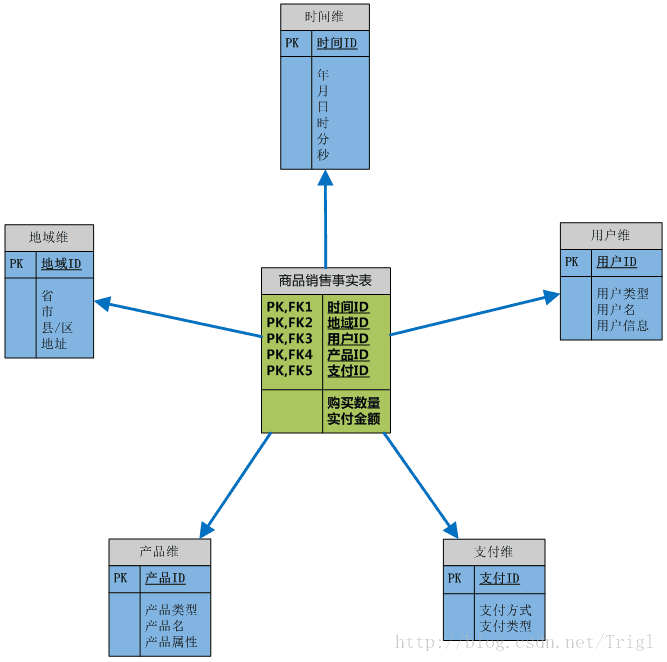 时间维
PK 时间ID
年
月
日
时
分
秒
地域维
PK 地域ID
省
市
县/区
地址
用户维
PK 用户ID
用户类型
用户名
用户信息
商品销售事实表
PK,FK1 时间ID
PK,FK2 地域ID
PK,FK3 用户ID
PK,FK4 产品ID
PK,FK5 支付ID
购买数量
实付金额
产品维
PK 产品ID
产品类型
产品名
产品属性
支付维
PK 支付ID
支付方式
支付类型
http://blog.csdn.net/Trigl